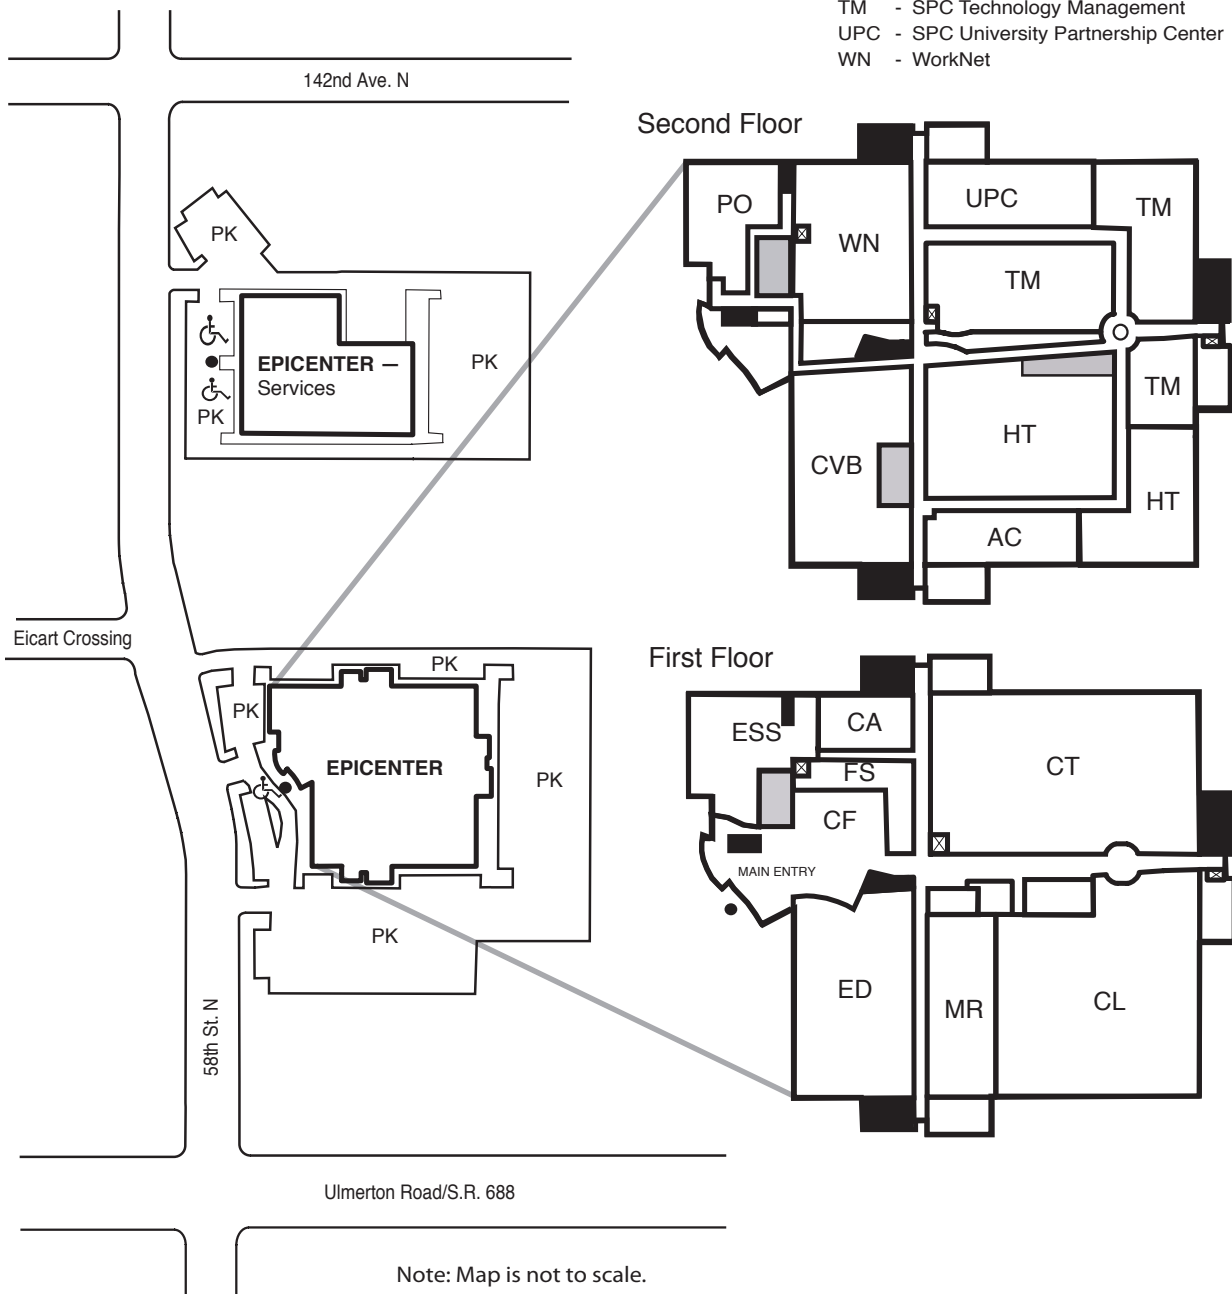 TM - SPC Technology Management
UPC - SPC University Partnership Center
WN - WorkNet
142nd Ave. N
Second Floor
PO
WN
UPC
TM
TM
TM
HT
CVB
HT
AC
PK
EPICENTER –
Services
PK
PK
Eicart Crossing
PK
PK
EPICENTER
PK
PK
58th St. N
First Floor
ESS
CA
FS
CF
CT
MAIN ENTRY
ED
MR
CL
Ulmerton Road/S.R. 688
Note: Map is not to scale.